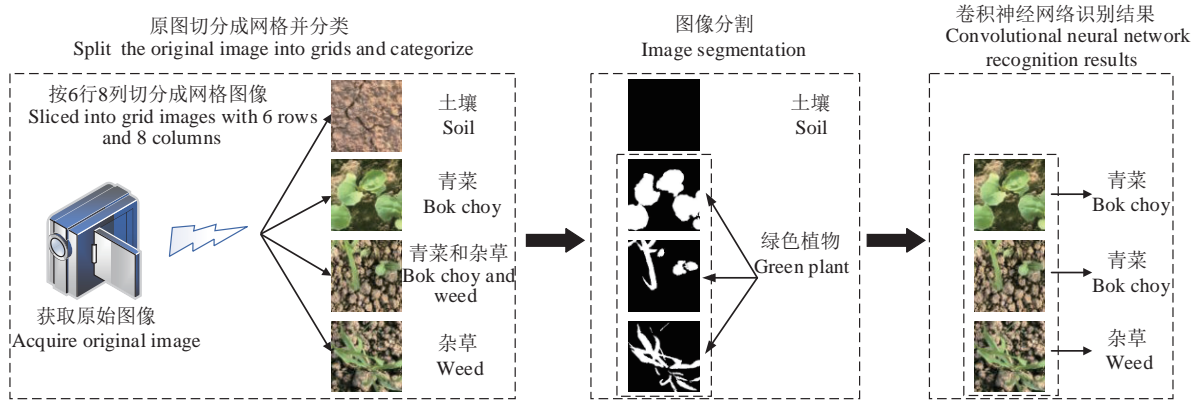 原图切分成网格并分类
Split the original image into grids and categorize
按6行8列切分成网格图像
Sliced into grid images with 6 rows
and 8 columns
获取原始图像
Acquire original image
土壤
Soil
青菜
Bok choy
青菜和杂草
Bok choy and
weed
杂草
Weed
图像分割
Image segmentation
土壤
Soil
绿色植物
Green plant
卷积神经网络识别结果
Convolutional neural network
recognition results
青菜
Bok choy
青菜
Bok choy
杂草
Weed